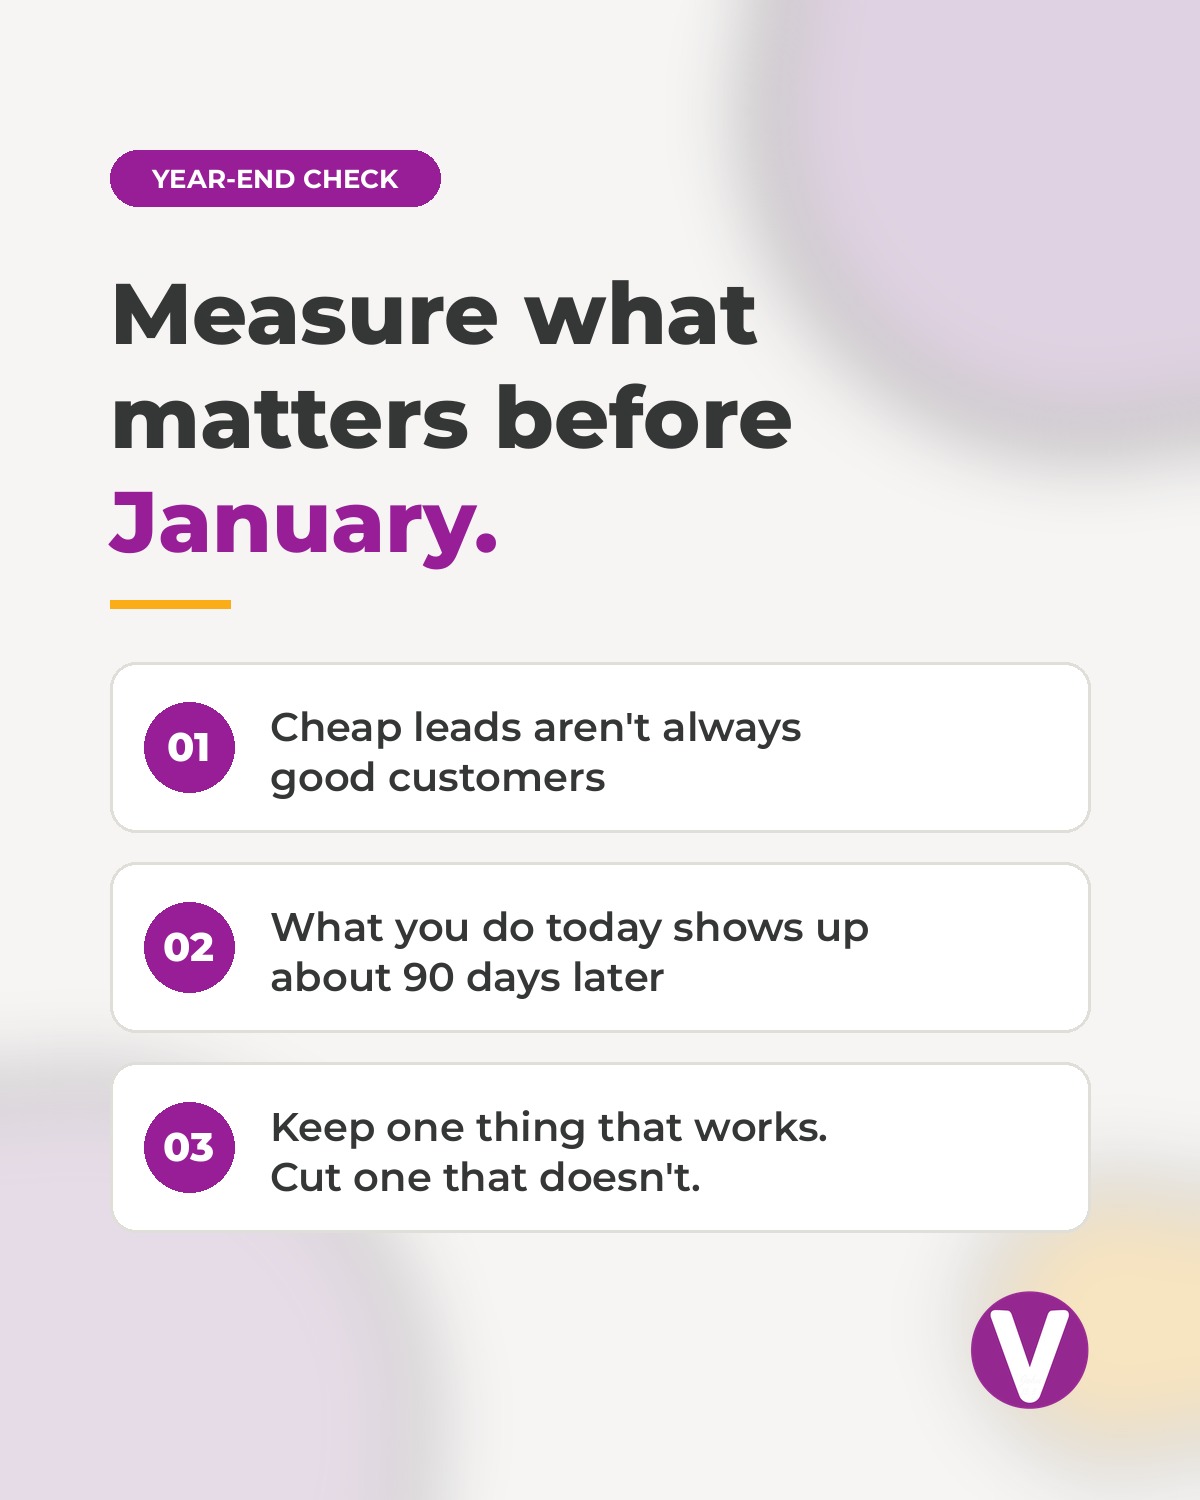 YEAR-END CHECK
Measure what
matters before
January.
01
Cheap leads aren't always
good customers
02
What you do today shows up
about 90 days later
03
Keep one thing that works.
Cut one that doesn't.
V